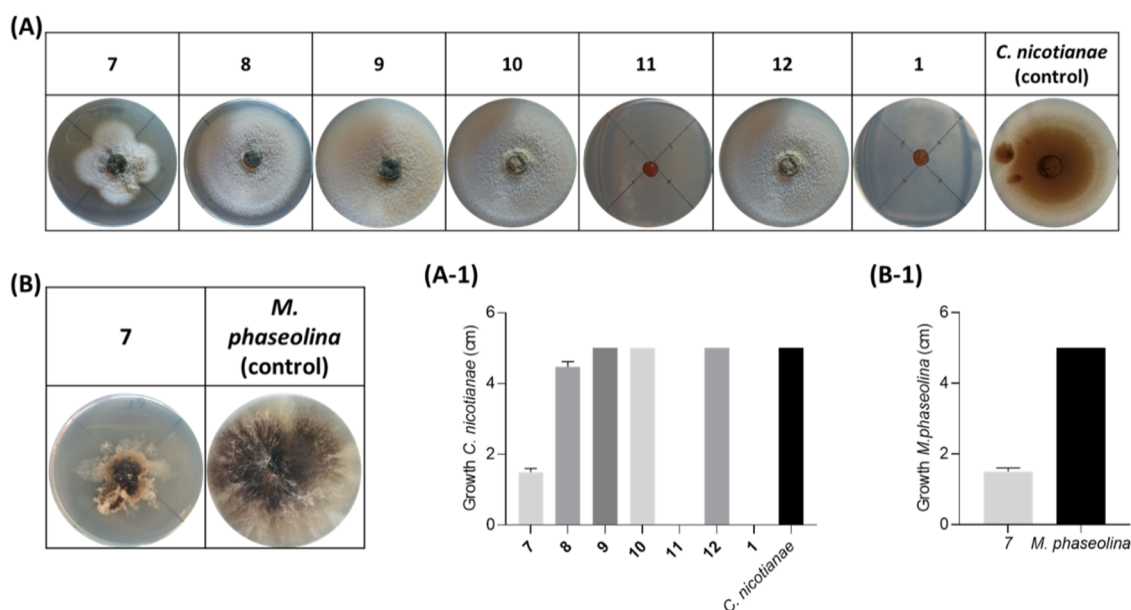 (A)
7 8 9 10 11 12 1 C. nicotianae
(control)
(B)
7
M.
phaseolina
(control)
(A-1)
Growth C. nicotianae (cm)
6
4
2
0
7 8 9 10 11 12 1 C. nicotianae
(B-1)
Growth M.phaseolina (cm)
6
4
2
0
7 M. phaseolina